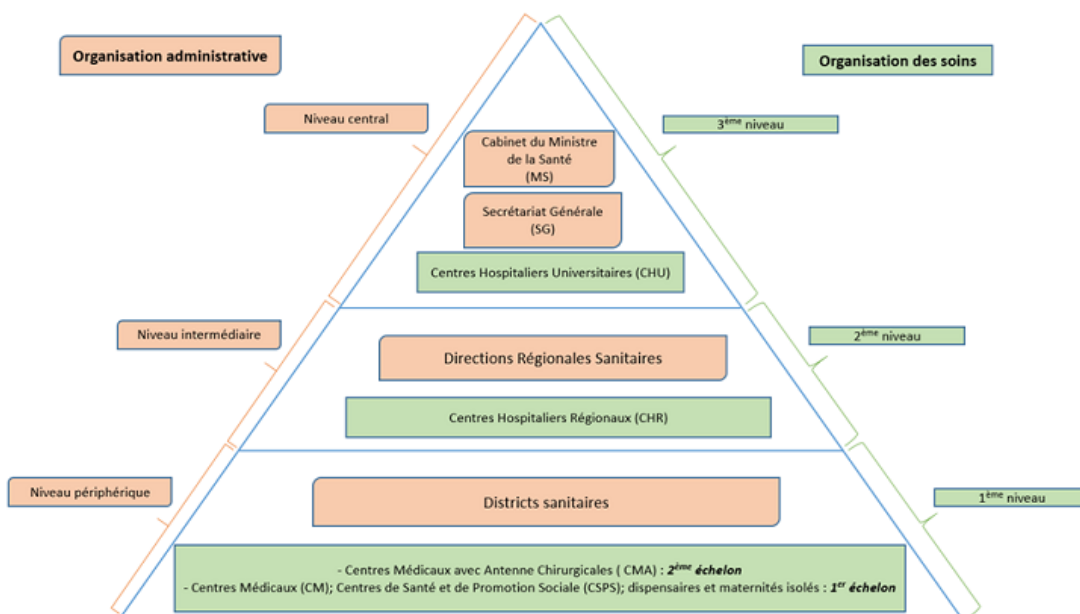 Organisation administrative
Organisation des soins
Niveau central
3ème niveau
Cabinet du Ministre
de la Santé
(MS)
Secrétariat Générale
(SG)
Centres Hospitaliers Universitaires (CHU)
Niveau intermédiaire
2ème niveau
Directions Régionales Sanitaires
Centres Hospitaliers Régionaux (CHR)
Niveau périphérique
1ème niveau
Districts sanitaires
- Centres Médicaux avec Antenne Chirurgicales ( CMA) : 2ème échelon
- Centres Médicaux (CM); Centres de Santé et de Promotion Sociale (CSPS); dispensaires et maternités isolés : 1er échelon